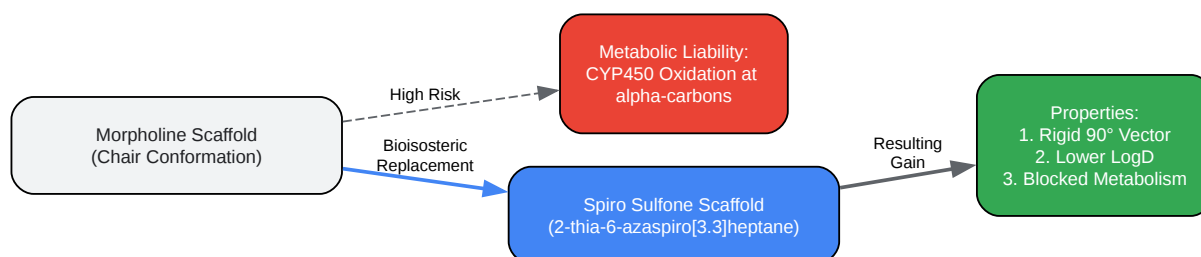 Metabolic Liability:
CYP450 Oxidation at
alpha-carbons
High Risk
Morpholine Scaffold
(Chair Conformation)
Bioisosteric
Replacement
Spiro Sulfone Scaffold
(2-thia-6-azaspiro[3.3]heptane)
Resulting
Gain
Properties:
1. Rigid 90° Vector
2. Lower LogD
3. Blocked Metabolism